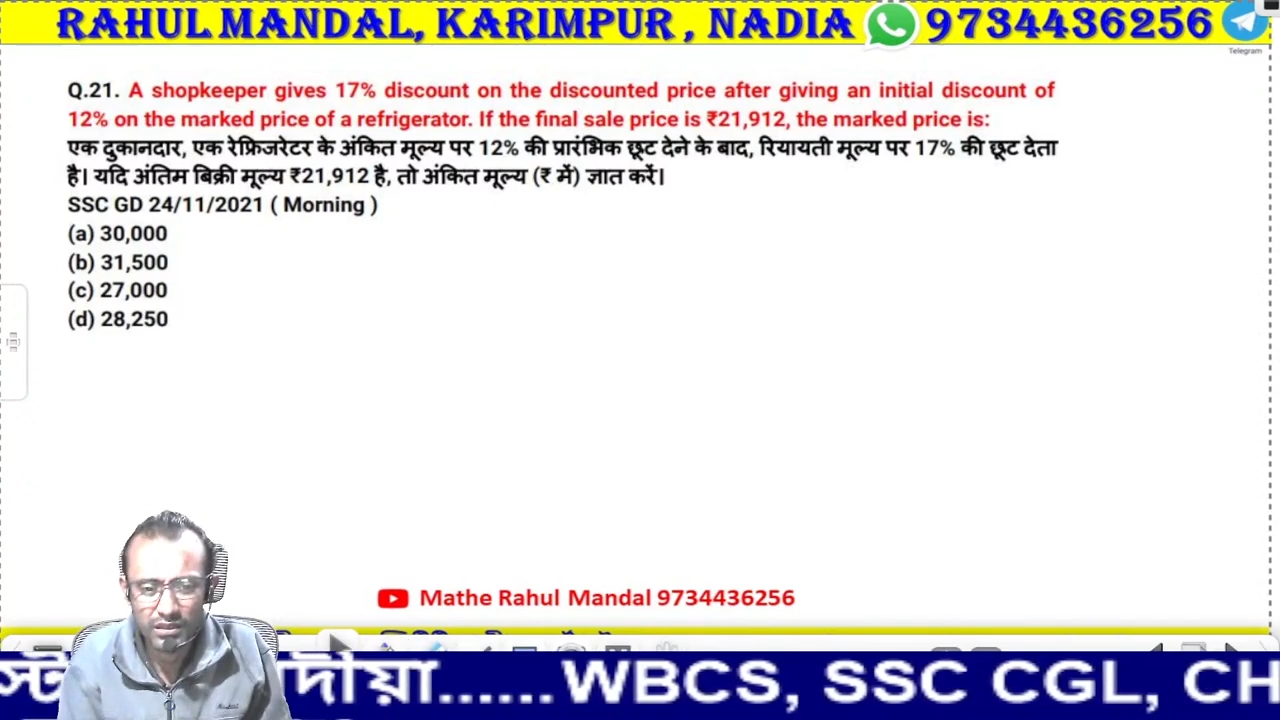 RAHUL MANDAL, KARIMPUR , NADIA 9734436256
Telegram
Q.21. A shopkeeper gives 17% discount on the discounted price after giving an initial discount of
12% on the marked price of a refrigerator. If the final sale price is ₹21,912, the marked price is:
एक दुकानदार, एक रेफ्रिजरेटर के अंकित मूल्य पर 12% की प्रारंभिक छूट देने के बाद, रियायती मूल्य पर 17% की छूट देता
है। यदि अंतिम बिक्री मूल्य ₹21,912 है, तो अंकित मूल्य (₹ में) ज्ञात करें।
SSC GD 24/11/2021 ( Morning )
(a) 30,000
(b) 31,500
(c) 27,000
(d) 28,250
Mathe Rahul Mandal 9734436256
দীয়া......WBCS, SSC CGL, CH